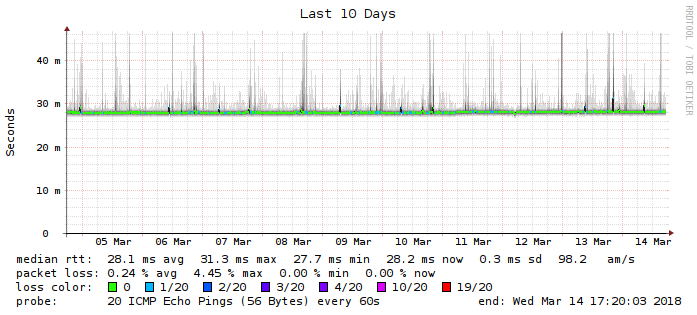 Last 10 Days
RRDTOOL / TOBI OETIKER
Seconds
40 m
30 m
20 m
10 m
0
05 Mar 06 Mar 07 Mar 08 Mar 09 Mar 10 Mar 11 Mar 12 Mar 13 Mar 14 Mar
median rtt: 28.1 ms avg 31.3 ms max 27.7 ms min 28.2 ms now 0.3 ms sd 98.2 am/s
packet loss: 0.24 % avg 4.45 % max 0.00 % min 0.00 % now
loss color: 0 1/20 2/20 3/20 4/20 10/20 19/20
probe: 20 ICMP Echo Pings (56 Bytes) every 60s end: Wed Mar 14 17:20:03 2018